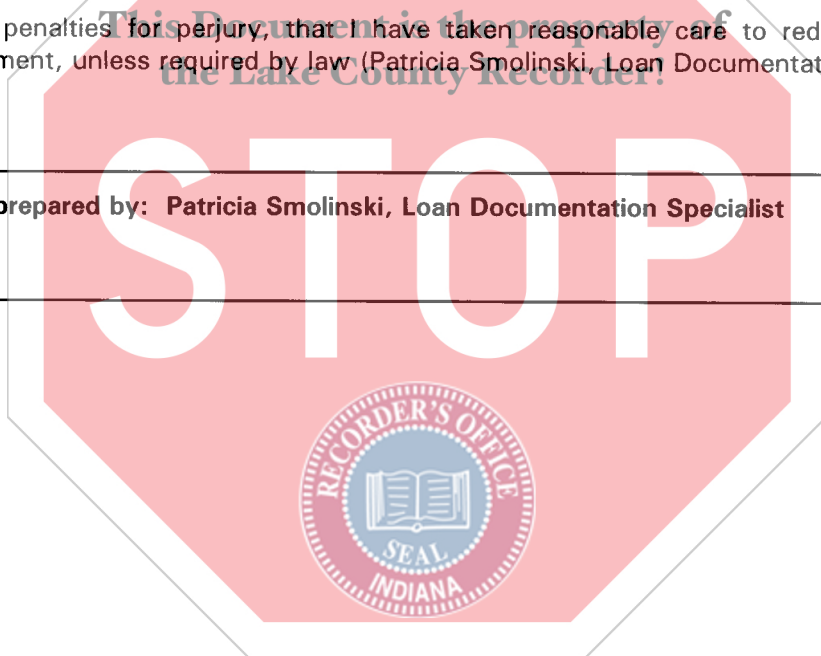 This Document is the property of
penalties for perjury, that I have taken reasonable care to red
ment, unless required by law (Patricia Smolinski, Loan Documentat
the Lake County Recorder!
prepared by: Patricia Smolinski, Loan Documentation Specialist
STOP
RECORDER'S OFFICE
SEAL
INDIANA